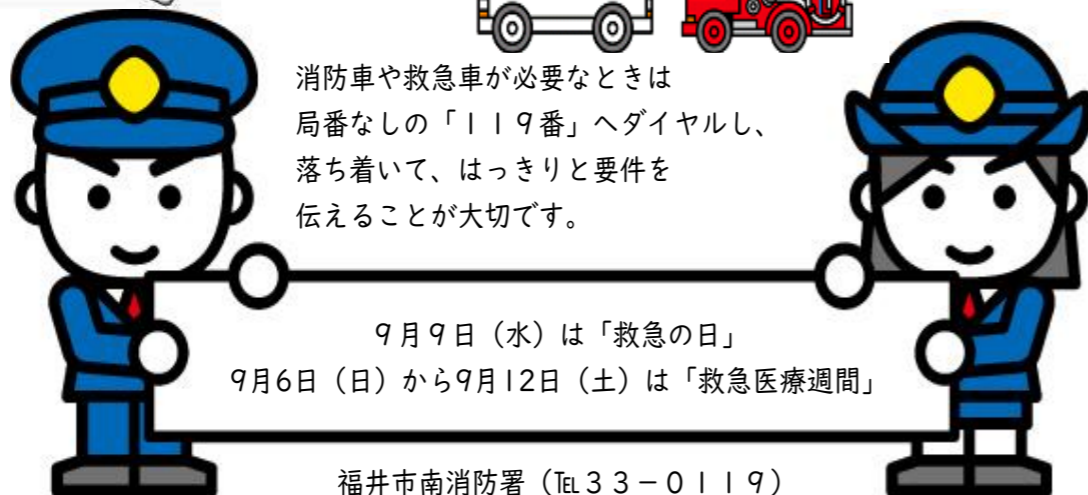 消防車や救急車が必要なときは
局番なしの「１１９番」へダイヤルし、
落ち着いて、はっきりと要件を
伝えることが大切です。
９月９日（水）は「救急の日」
9月6日（日）から9月12日（土）は「救急医療週間」
福井市南消防署（℡３３－０１１９）